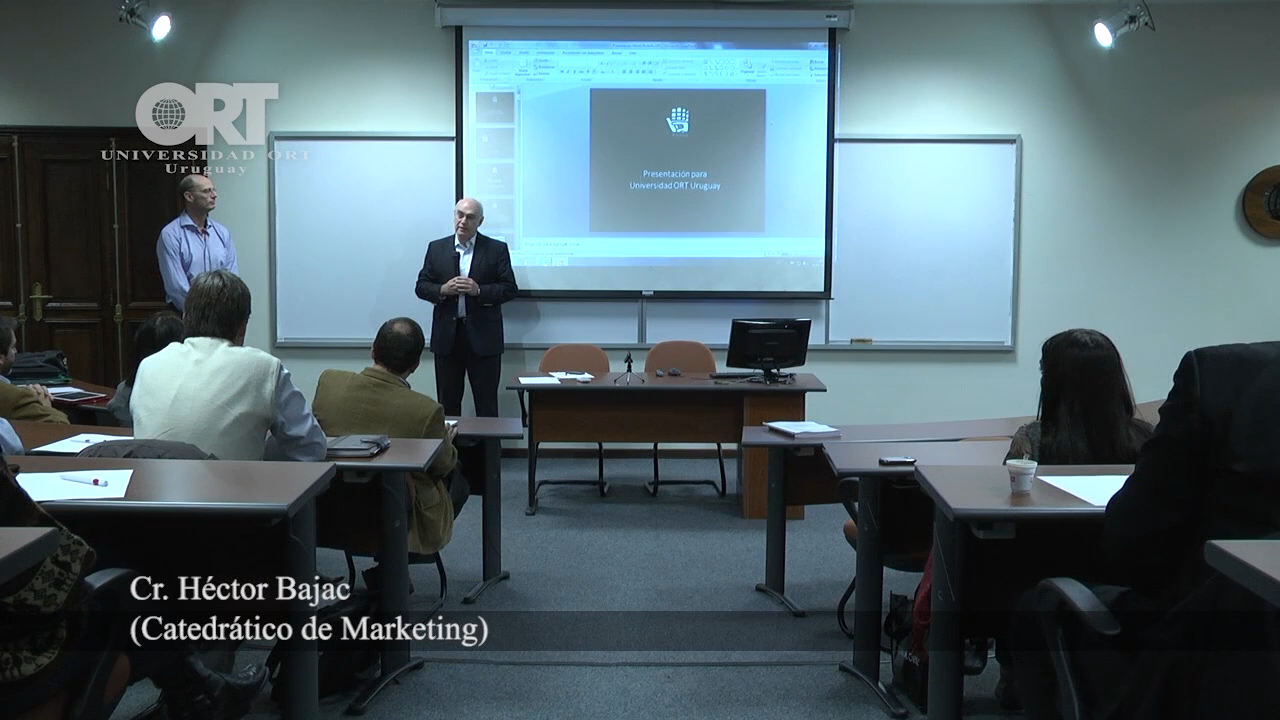 ORT
UNIVERSIDAD ORT
Uruguay
Presentación para
Universidad ORT Uruguay
Cr. Héctor Bajac
(Catedrático de Marketing)